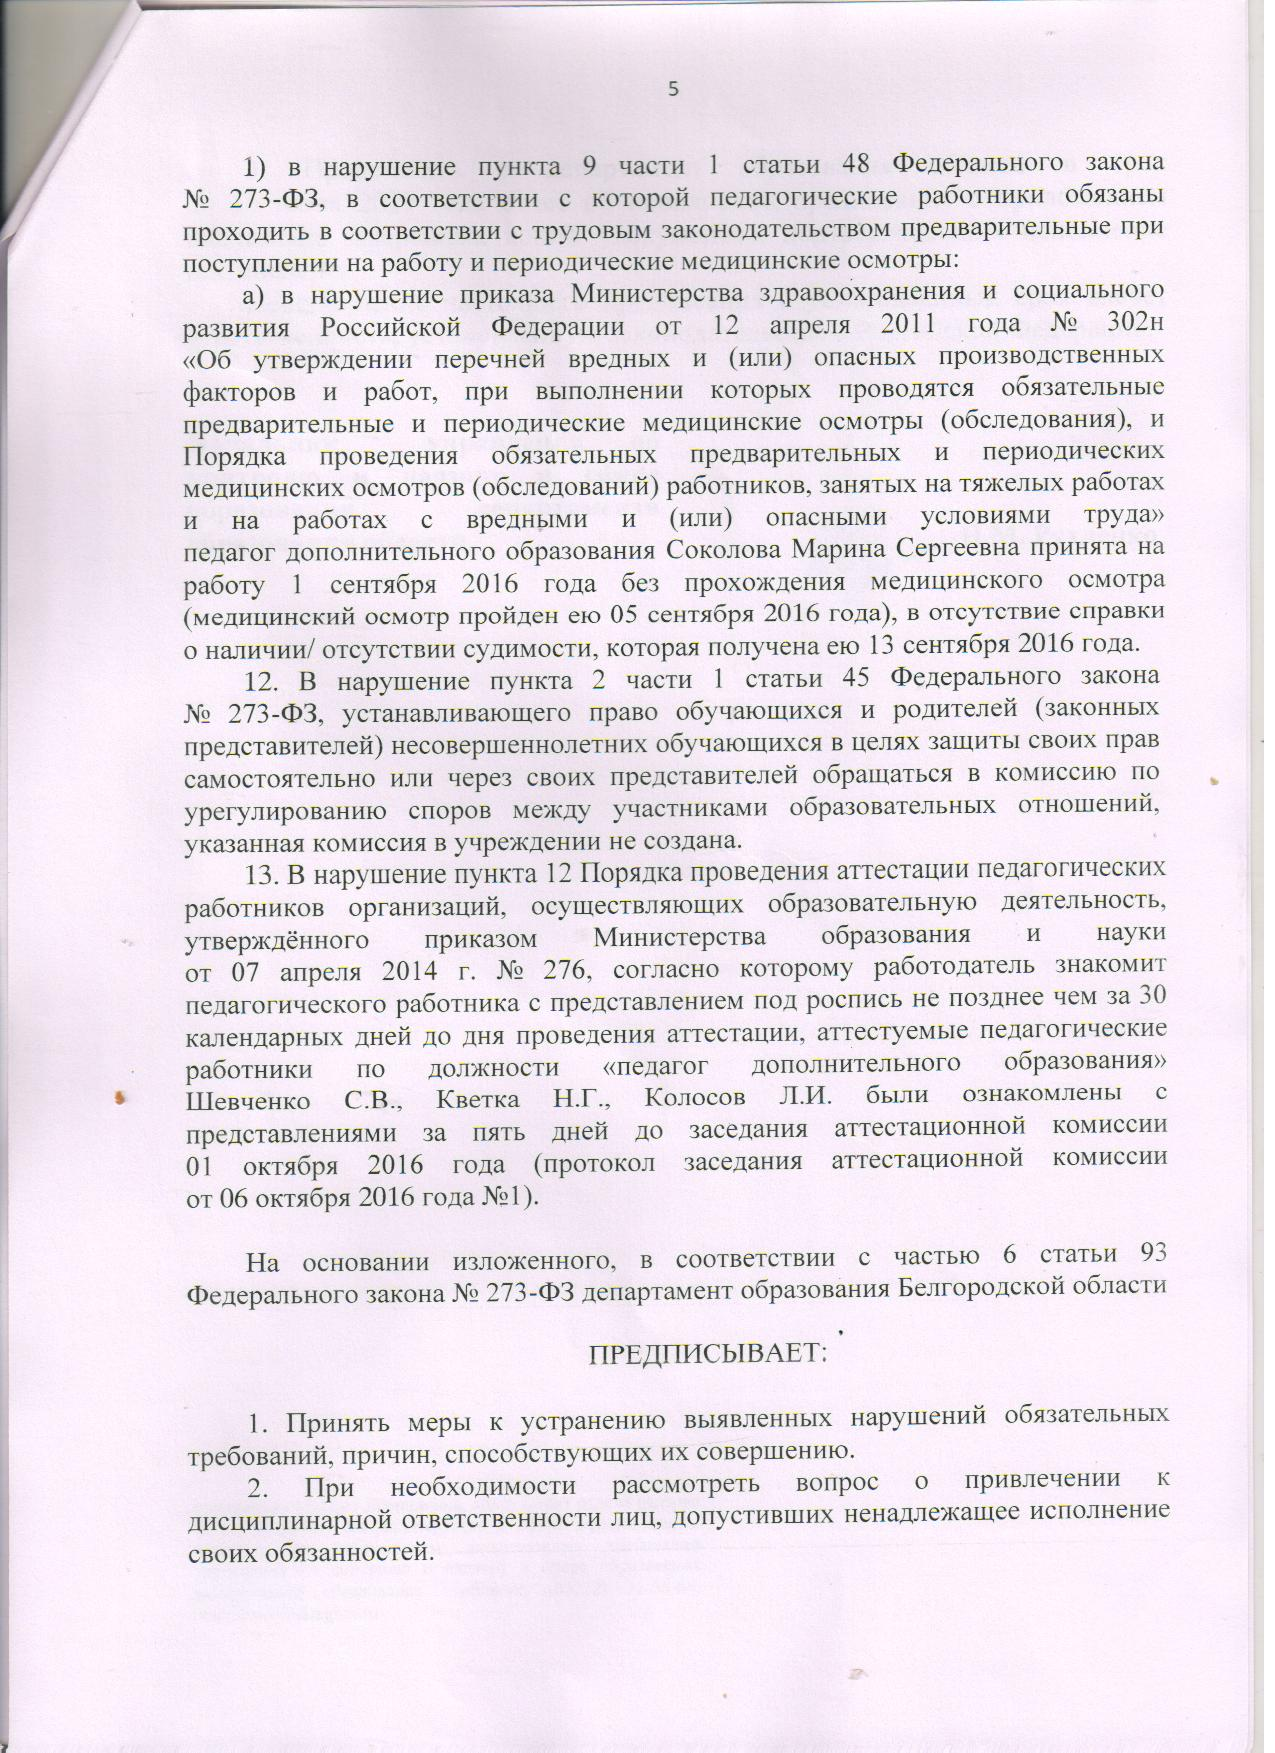 5
1) в нарушение пункта 9 части 1 статьи 48 Федерального закона
№ 273-ФЗ, в соответствии с которой педагогические работники обязаны
проходить в соответствии с трудовым законодательством предварительные при
поступлении на работу и периодические медицинские осмотры:
а) в нарушение приказа Министерства здравоохранения и социального
развития Российской Федерации от 12 апреля 2011 года № 302н
«Об утверждении перечней вредных и (или) опасных производственных
факторов и работ, при выполнении которых проводятся обязательные
предварительные и периодические медицинские осмотры (обследования), и
Порядка проведения обязательных предварительных и периодических
медицинских осмотров (обследований) работников, занятых на тяжелых работах
и на работах с вредными и (или) опасными условиями труда»
педагог дополнительного образования Соколова Марина Сергеевна принята на
работу 1 сентября 2016 года без прохождения медицинского осмотра
(медицинский осмотр пройден ею 05 сентября 2016 года), в отсутствие справки
о наличии/ отсутствии судимости, которая получена ею 13 сентября 2016 года.
12. В нарушение пункта 2 части 1 статьи 45 Федерального закона
№ 273-ФЗ, устанавливающего право обучающихся и родителей (законных
представителей) несовершеннолетних обучающихся в целях защиты своих прав
самостоятельно или через своих представителей обращаться в комиссию по
урегулированию споров между участниками образовательных отношений,
указанная комиссия в учреждении не создана.
13. В нарушение пункта 12 Порядка проведения аттестации педагогических
работников организаций, осуществляющих образовательную деятельность,
утверждённого приказом Министерства образования и науки
от 07 апреля 2014 г. № 276, согласно которому работодатель знакомит
педагогического работника с представлением под роспись не позднее чем за 30
календарных дней до дня проведения аттестации, аттестуемые педагогические
работники по должности «педагог дополнительного образования»
Шевченко С.В., Кветка Н.Г., Колосов Л.И. были ознакомлены с
представлениями за пять дней до заседания аттестационной комиссии
01 октября 2016 года (протокол заседания аттестационной комиссии
от 06 октября 2016 года №1).
На основании изложенного, в соответствии с частью 6 статьи 93
Федерального закона № 273-ФЗ департамент образования Белгородской области
ПРЕДПИСЫВАЕТ:
1. Принять меры к устранению выявленных нарушений обязательных
требований, причин, способствующих их совершению.
2. При необходимости рассмотреть вопрос о привлечении к
дисциплинарной ответственности лиц, допустивших ненадлежащее исполнение
своих обязанностей.